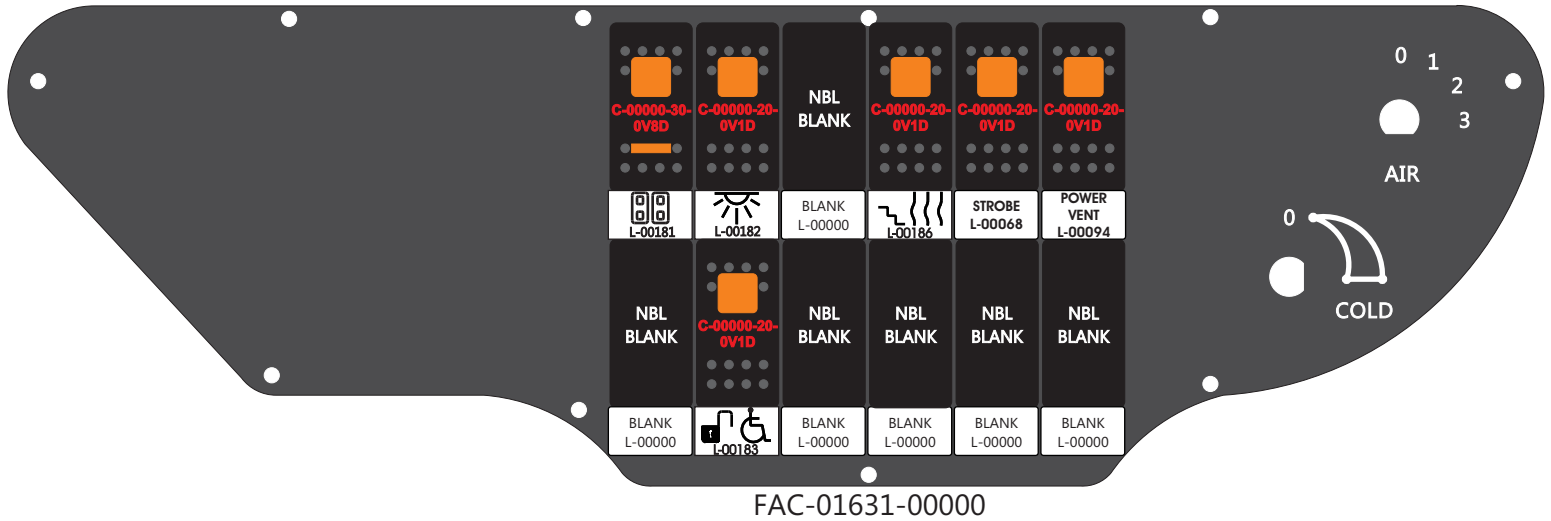 C-00000-30-
0V8D
C-00000-20-
0V1D
NBL
BLANK
C-00000-20-
0V1D
C-00000-20-
0V1D
C-00000-20-
0V1D
L-00181
L-00182
BLANK
L-00000
L-00186
STROBE
L-00068
POWER
VENT
L-00094
0
1
2
3
AIR
0
COLD
NBL
BLANK
C-00000-20-
0V1D
NBL
BLANK
NBL
BLANK
NBL
BLANK
NBL
BLANK
BLANK
L-00000
L-00183
BLANK
L-00000
BLANK
L-00000
BLANK
L-00000
BLANK
L-00000
FAC-01631-00000